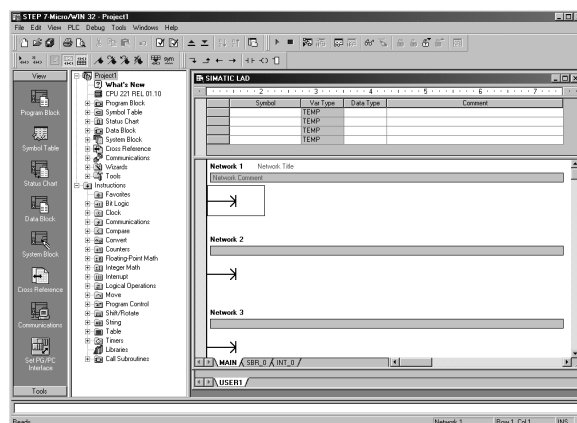 STEP 7-Micro/WIN 32 - Project1
File Edit View PLC Debug Tools Windows Help
View
Program Block
Symbol Table
Status Chart
Data Block
System Block
Cross Reference
Communications
Set PG/PC Interface
Tools
Project1
What's New
CPU 221 REL 01.10
Program Block
Symbol Table
Status Chart
Data Block
System Block
Cross Reference
Communications
Wizards
Tools
Instructions
Favorites
Bit Logic
Clock
Communications
Compare
Convert
Counters
Floating-Point Math
Integer Math
Interrupt
Logical Operations
Move
Program Control
Shift/Rotate
String
Table
Timers
Libraries
Call Subroutines
SIMATIC LAD
2 3 4 5 6 7
Symbol Var Type Data Type Comment
TEMP
TEMP
TEMP
TEMP
Network 1 Network Title
Network Comment
Network 2
Network 3
MAIN SBR_0 INT_0
USER1
Ready Network 1 Row 1, Col 1 INS